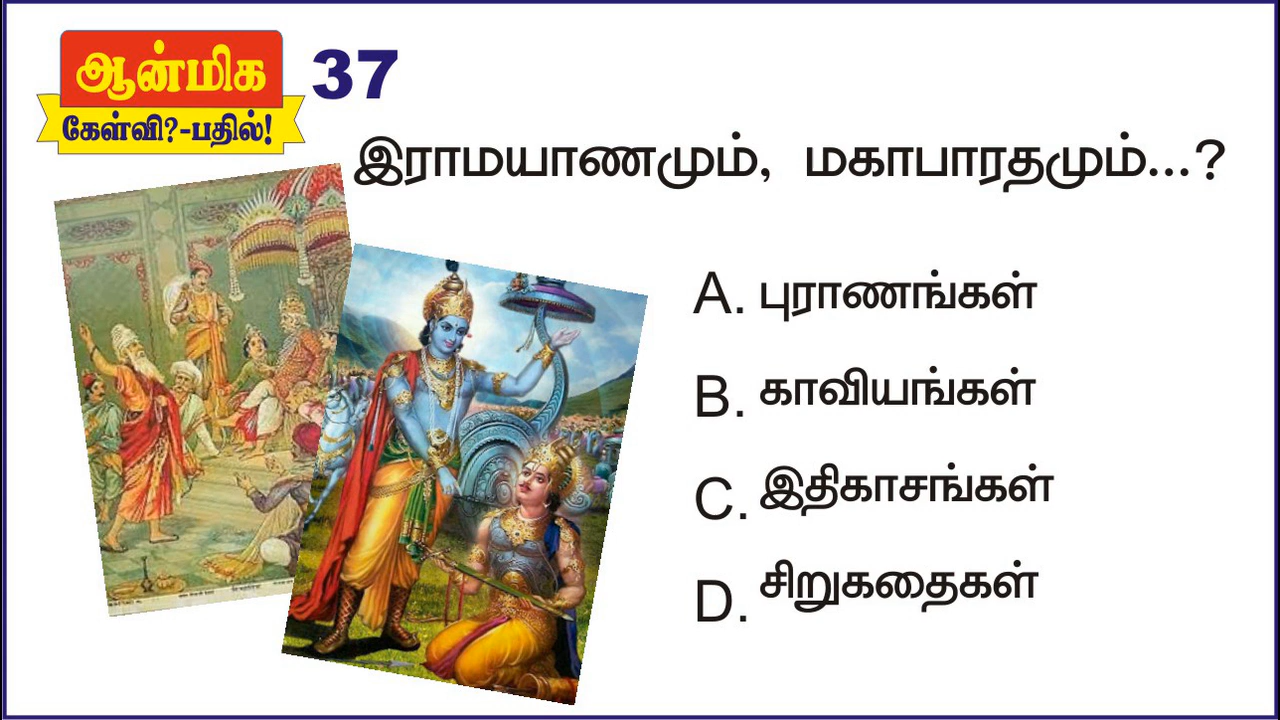 ஆன்மிக
கேள்வி?-பதில்!
37
இராமயாணமும், மகாபாரதமும்...?
A. புராணங்கள்
B. காவியங்கள்
C. இதிகாசங்கள்
D. சிறுகதைகள்